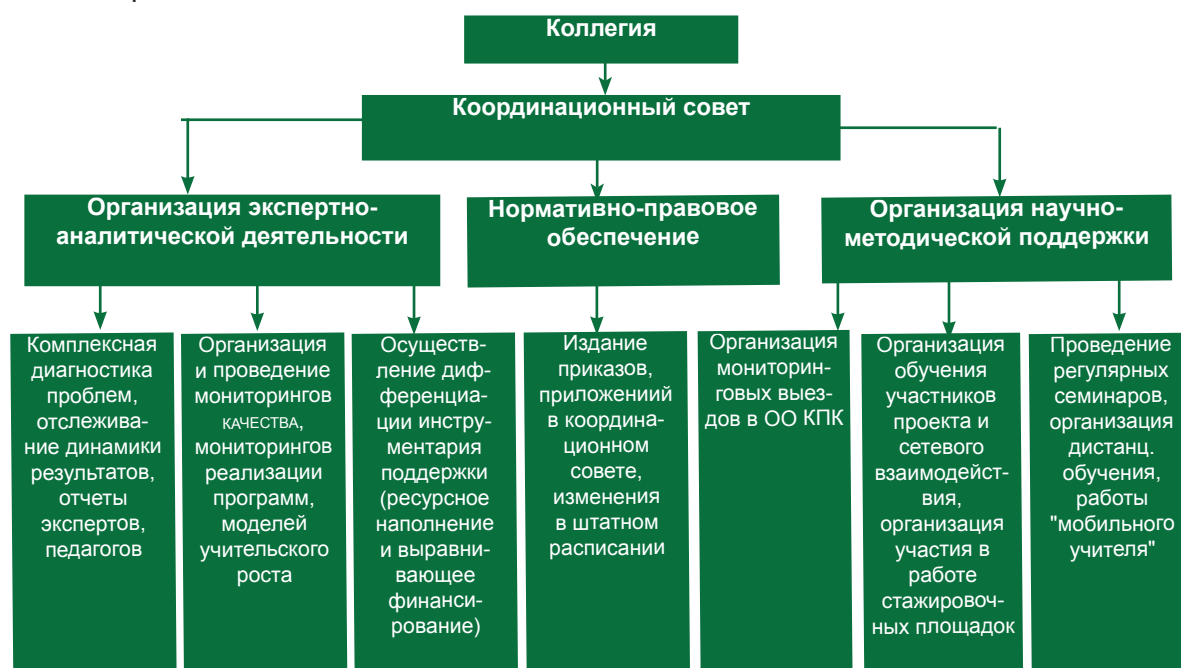 Коллегия
Координационный совет
Организация экспертно-
аналитической деятельности
Нормативно-правовое
обеспечение
Организация научно-
методической поддержки
Комплексная
диагностика
проблем,
отслежива-
ние динамики
результатов,
отчеты
экспертов,
педагогов
Организация
и проведение
мониторингов
КАЧЕСТВА,
мониторингов
реализации
программ,
моделей
учительского
роста
Осуществ-
ление диф-
ференциа-
ции инстру-
ментария
поддержки
(ресурсное
наполнение
и выравни-
вающее
финанси-
рование)
Издание
приказов,
приложениий
в координа-
ционном
совете,
изменения
в штатном
расписании
Организация
мониторин-
говых выез-
дов в ОО КПК
Организация
обучения
участников
проекта и
сетевого
взаимодейст-
вия,
организация
участия в
работе
стажировоч-
ных площадок
Проведение
регулярных
семинаров,
организация
дистанц.
обучения,
работы
"мобильного
учителя"